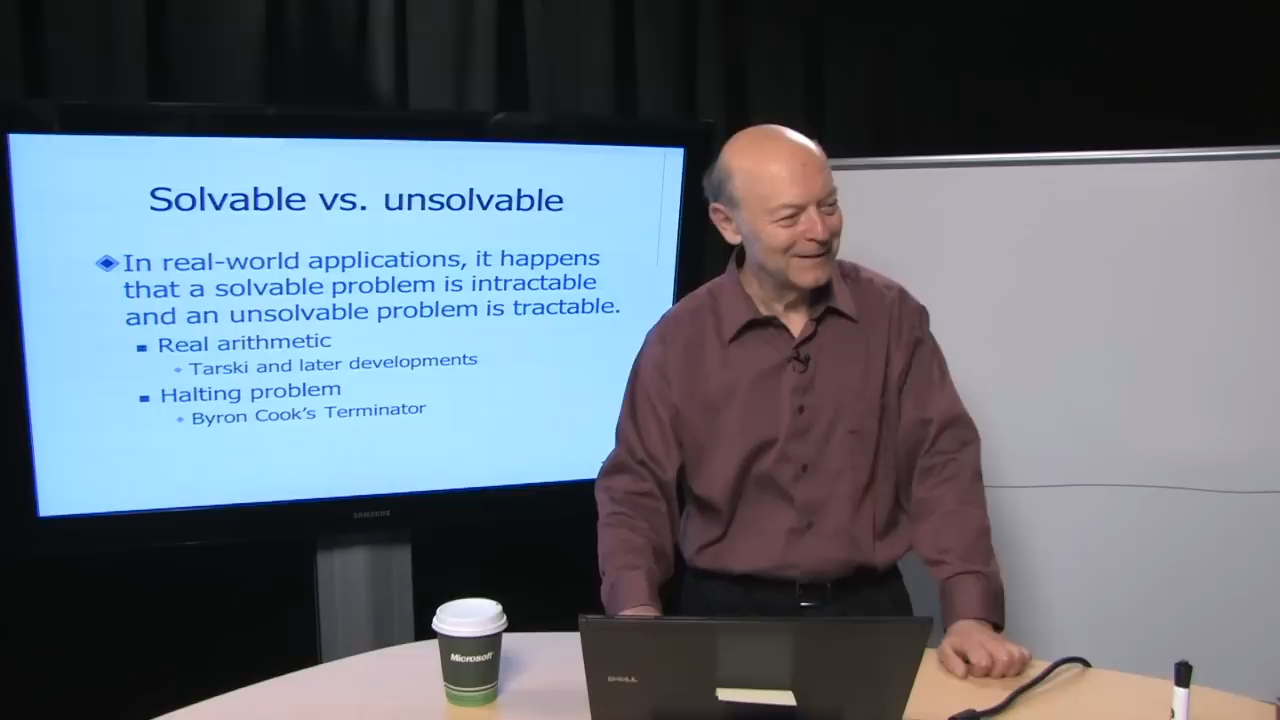 Solvable vs. unsolvable
In real-world applications, it happens
that a solvable problem is intractable
and an unsolvable problem is tractable.
Real arithmetic
Tarski and later developments
Halting problem
Byron Cook's Terminator
SAMSUNG
Microsoft
DELL